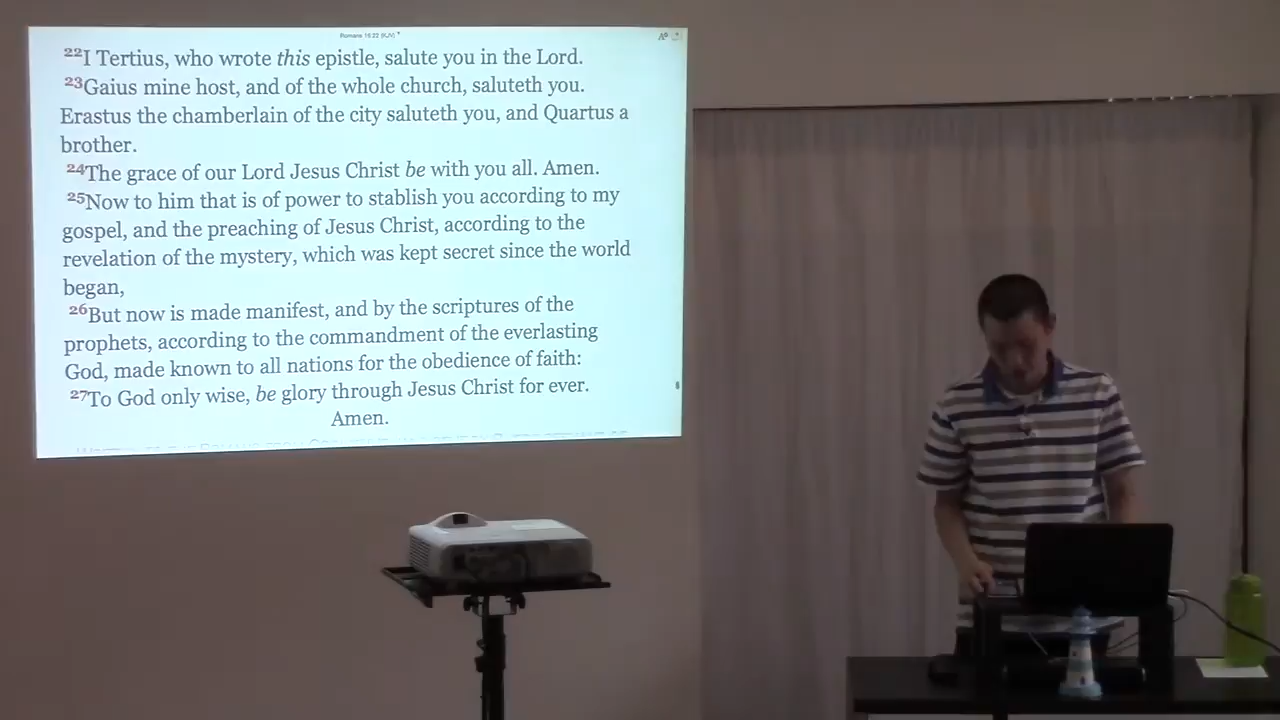 Romans 16:22 (KJV)
22I Tertius, who wrote this epistle, salute you in the Lord.
23Gaius mine host, and of the whole church, saluteth you.
Erastus the chamberlain of the city saluteth you, and Quartus a
brother.
24The grace of our Lord Jesus Christ be with you all. Amen.
25Now to him that is of power to stablish you according to my
gospel, and the preaching of Jesus Christ, according to the
revelation of the mystery, which was kept secret since the world
began,
26But now is made manifest, and by the scriptures of the
prophets, according to the commandment of the everlasting
God, made known to all nations for the obedience of faith:
27To God only wise, be glory through Jesus Christ for ever.
Amen.